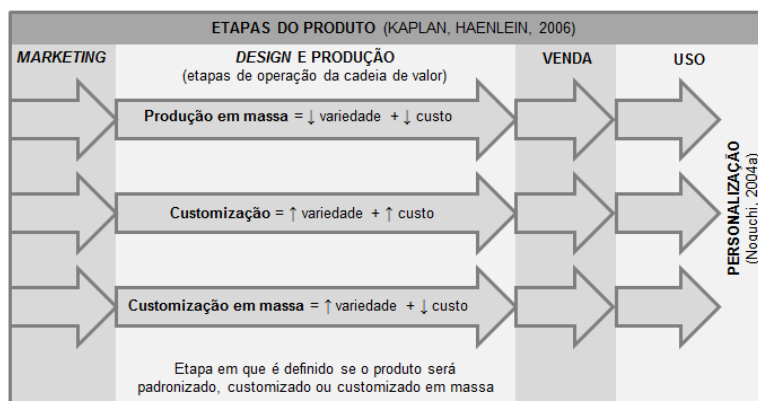 ETAPAS DO PRODUTO (KAPLAN, HAENLEIN, 2006)
MARKETING
DESIGN E PRODUÇÃO
(etapas de operação da cadeia de valor)
VENDA
USO
Produção em massa = ↓ variedade + ↓ custo
Customização = ↑ variedade + ↑ custo
Customização em massa = ↑ variedade + ↓ custo
Etapa em que é definido se o produto será
padronizado, customizado ou customizado em massa
PERSONALIZAÇÃO
(Noguchi, 2004a)